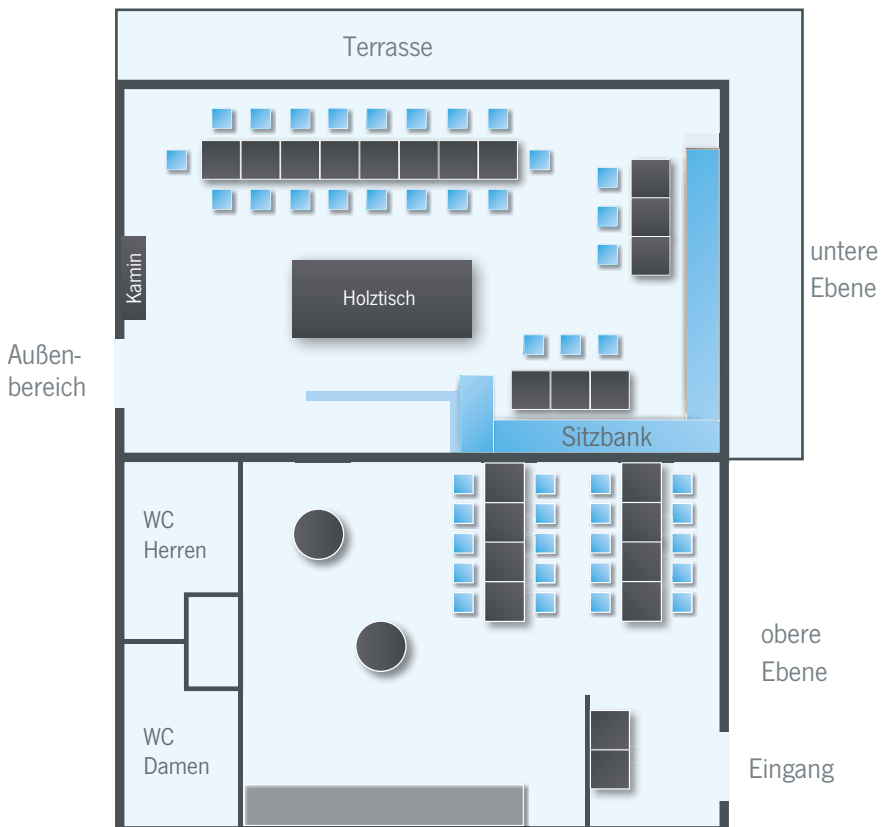 Terrasse
Kamin
Holztisch
untere
Ebene
Außen-
bereich
Sitzbank
WC
Herren
obere
Ebene
WC
Damen
Eingang